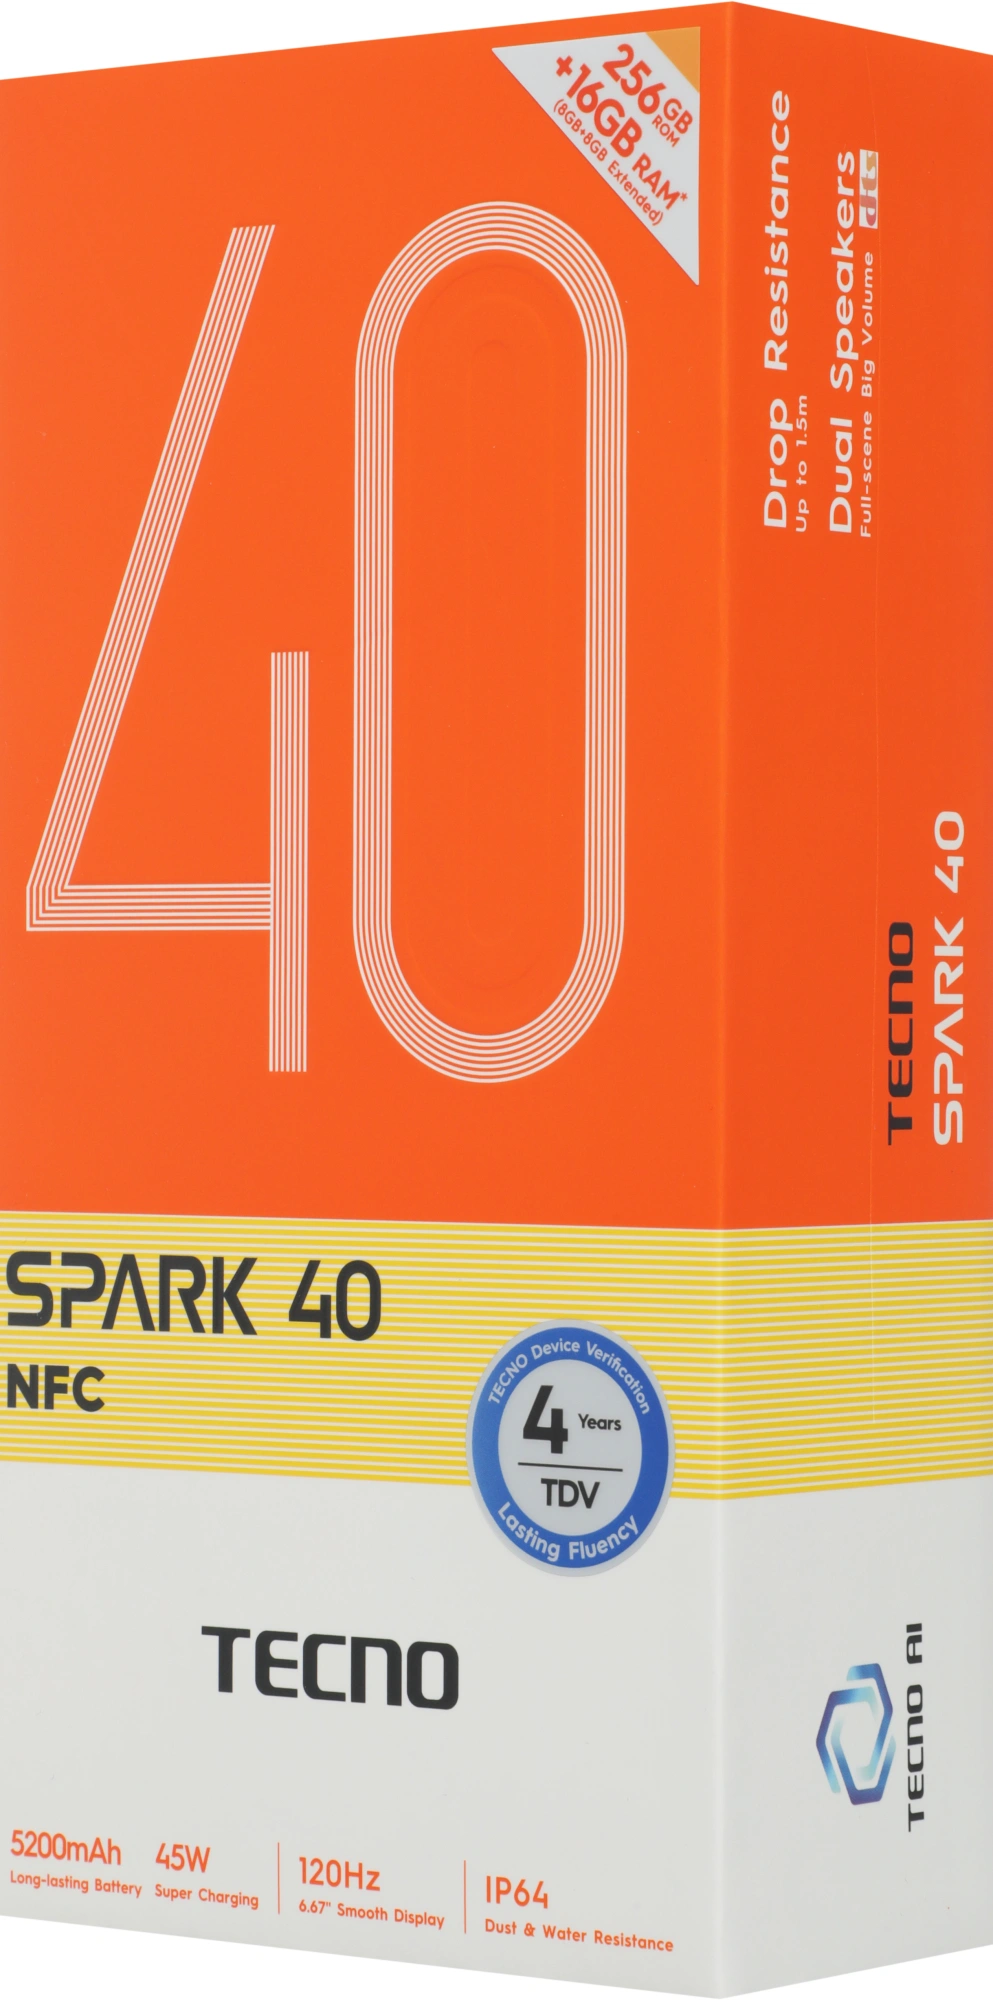 256GB ROM
+16GB RAM*
(8GB+8GB Extended)
40
SPARK 40
NFC
TECNO Device Verification
4 Years
TDV
Lasting Fluency
TECNO
5200mAh
Long-lasting Battery
45W
Super Charging
120Hz
6.67" Smooth Display
IP64
Dust & Water Resistance
Drop Resistance
Up to 1.5m
Dual Speakers
Full-scene Big Volume dts
TECNO
SPARK 40
TECNO AI